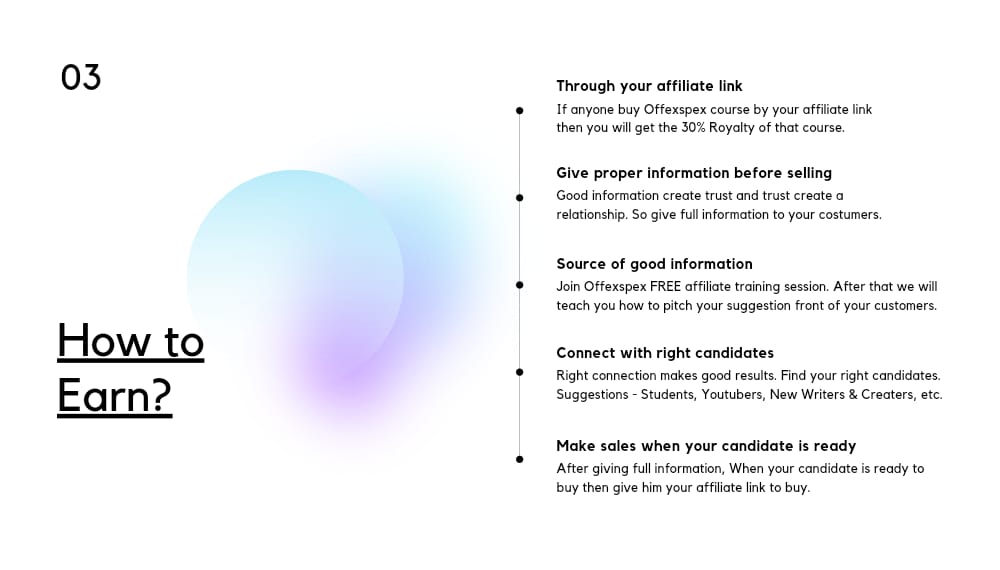 03
How to
Earn?
Through your affiliate link
If anyone buy Offexspex course by your affiliate link
then you will get the 30% Royalty of that course.
Give proper information before selling
Good information create trust and trust create a
relationship. So give full information to your costumers.
Source of good information
Join Offexspex FREE affiliate training session. After that we will
teach you how to pitch your suggestion front of your customers.
Connect with right candidates
Right connection makes good results. Find your right candidates.
Suggestions - Students, Youtubers, New Writers & Creaters, etc.
Make sales when your candidate is ready
After giving full information, When your candidate is ready to
buy then give him your affiliate link to buy.